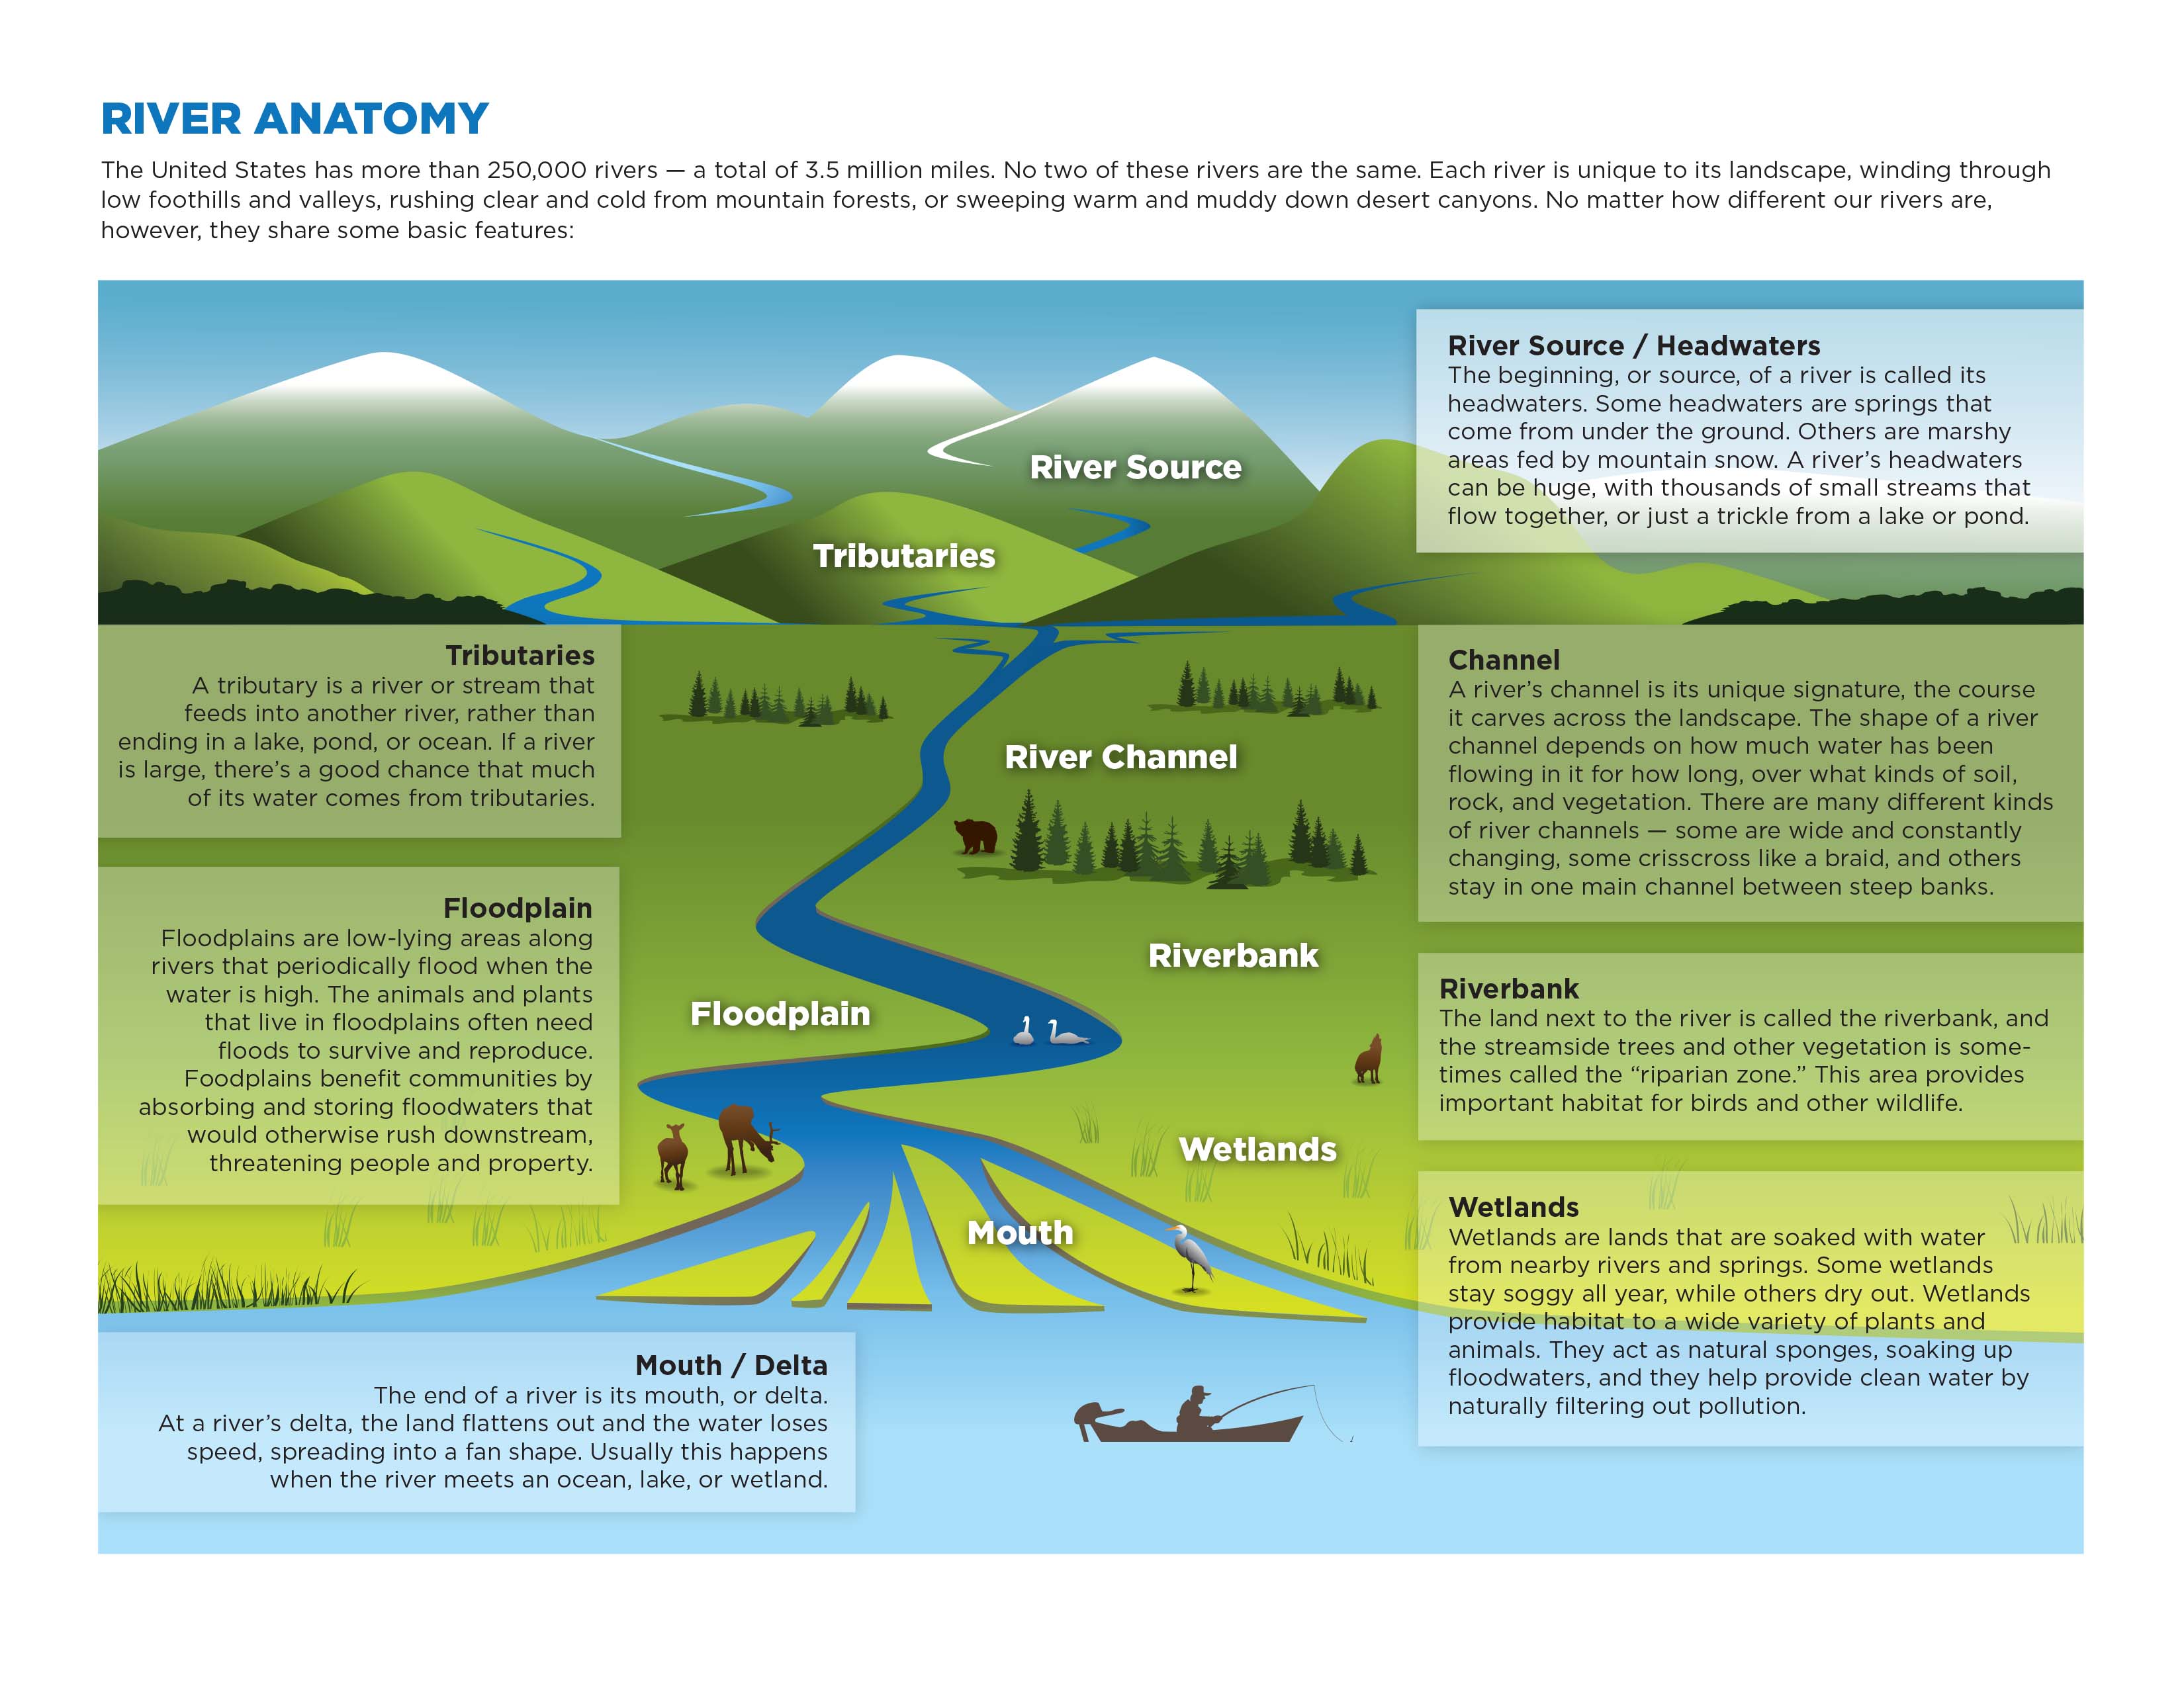 RIVER ANATOMY
The United States has more than 250,000 rivers — a total of 3.5 million miles. No two of these rivers are the same. Each river is unique to its landscape, winding through
low foothills and valleys, rushing clear and cold from mountain forests, or sweeping warm and muddy down desert canyons. No matter how different our rivers are,
however, they share some basic features:
River Source / Headwaters
The beginning, or source, of a river is called its
headwaters. Some headwaters are springs that
come from under the ground. Others are marshy
areas fed by mountain snow. A river’s headwaters
can be huge, with thousands of small streams that
flow together, or just a trickle from a lake or pond.
River Source
Tributaries
Tributaries
A tributary is a river or stream that
feeds into another river, rather than
ending in a lake, pond, or ocean. If a river
is large, there’s a good chance that much
of its water comes from tributaries.
River Channel
Channel
A river’s channel is its unique signature, the course
it carves across the landscape. The shape of a river
channel depends on how much water has been
flowing in it for how long, over what kinds of soil,
rock, and vegetation. There are many different kinds
of river channels — some are wide and constantly
changing, some crisscross like a braid, and others
stay in one main channel between steep banks.
Floodplain
Floodplains are low-lying areas along
rivers that periodically flood when the
water is high. The animals and plants
that live in floodplains often need
floods to survive and reproduce.
Foodplains benefit communities by
absorbing and storing floodwaters that
would otherwise rush downstream,
threatening people and property.
Riverbank
Floodplain
Riverbank
The land next to the river is called the riverbank, and
the streamside trees and other vegetation is some-
times called the “riparian zone.” This area provides
important habitat for birds and other wildlife.
Wetlands
Mouth
Wetlands
Wetlands are lands that are soaked with water
from nearby rivers and springs. Some wetlands
stay soggy all year, while others dry out. Wetlands
provide habitat to a wide variety of plants and
animals. They act as natural sponges, soaking up
floodwaters, and they help provide clean water by
naturally filtering out pollution.
Mouth / Delta
The end of a river is its mouth, or delta.
At a river’s delta, the land flattens out and the water loses
speed, spreading into a fan shape. Usually this happens
when the river meets an ocean, lake, or wetland.